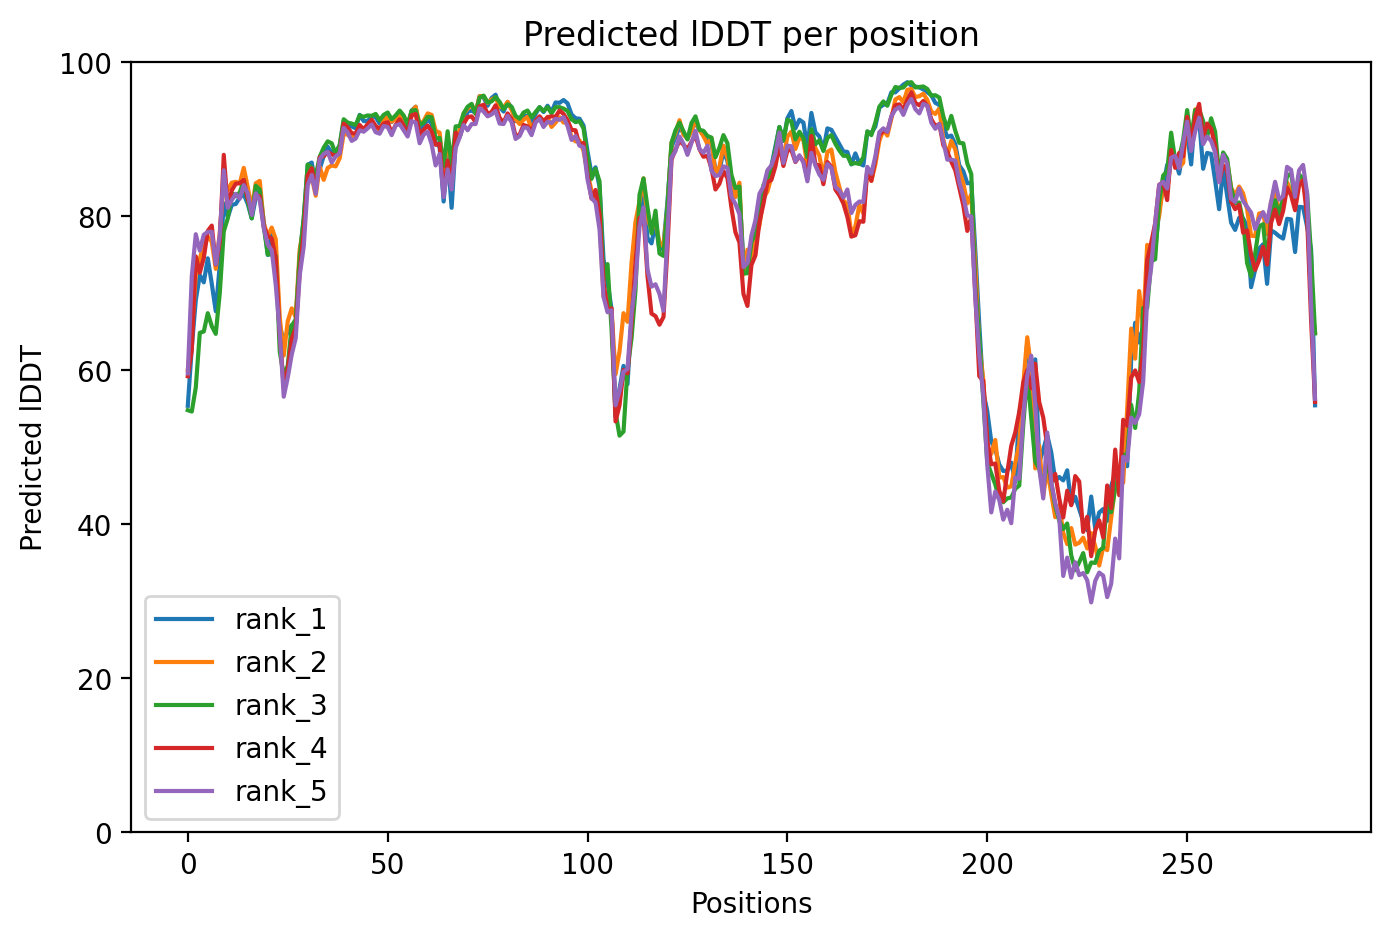 Predicted lDDT per position
Predicted lDDT
100
80
60
40
20
0
rank_1
rank_2
rank_3
rank_4
rank_5
0 50 100 150 200 250
Positions